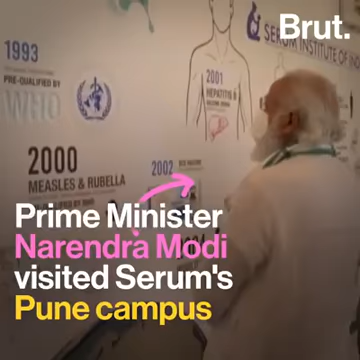 Brut.
SERUM INSTITUTE OF IN
1993
PRE-QUALIFIED BY
WHO
2001
HEPATITIS B
2000
MEASLES & RUBELLA
2002
Prime Minister
Narendra Modi
visited Serum's
Pune campus